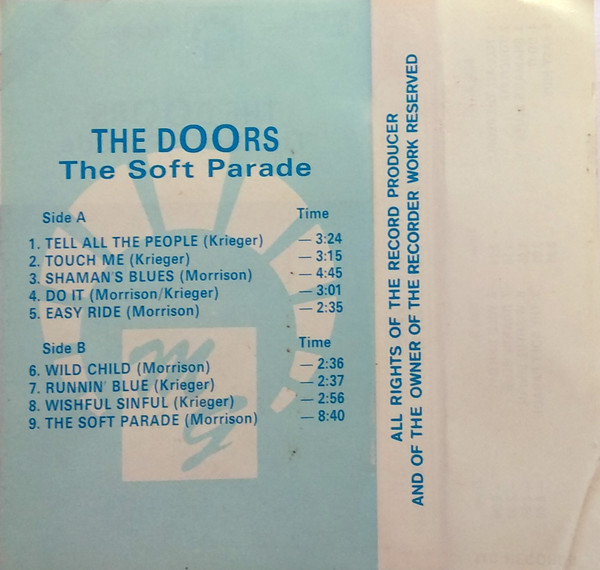 THE DOORS
The Soft Parade
Side A Time
1. TELL ALL THE PEOPLE (Krieger) — 3:24
2. TOUCH ME (Krieger) — 3:15
3. SHAMAN'S BLUES (Morrison) — 4:45
4. DO IT (Morrison/Krieger) — 3:01
5. EASY RIDE (Morrison) — 2:35
Side B Time
6. WILD CHILD (Morrison) — 2:36
7. RUNNIN' BLUE (Krieger) — 2:37
8. WISHFUL SINFUL (Krieger) — 2:56
9. THE SOFT PARADE (Morrison) — 8:40
MG
ALL RIGHTS OF THE RECORD PRODUCER
AND OF THE OWNER OF THE RECORDER WORK RESERVED